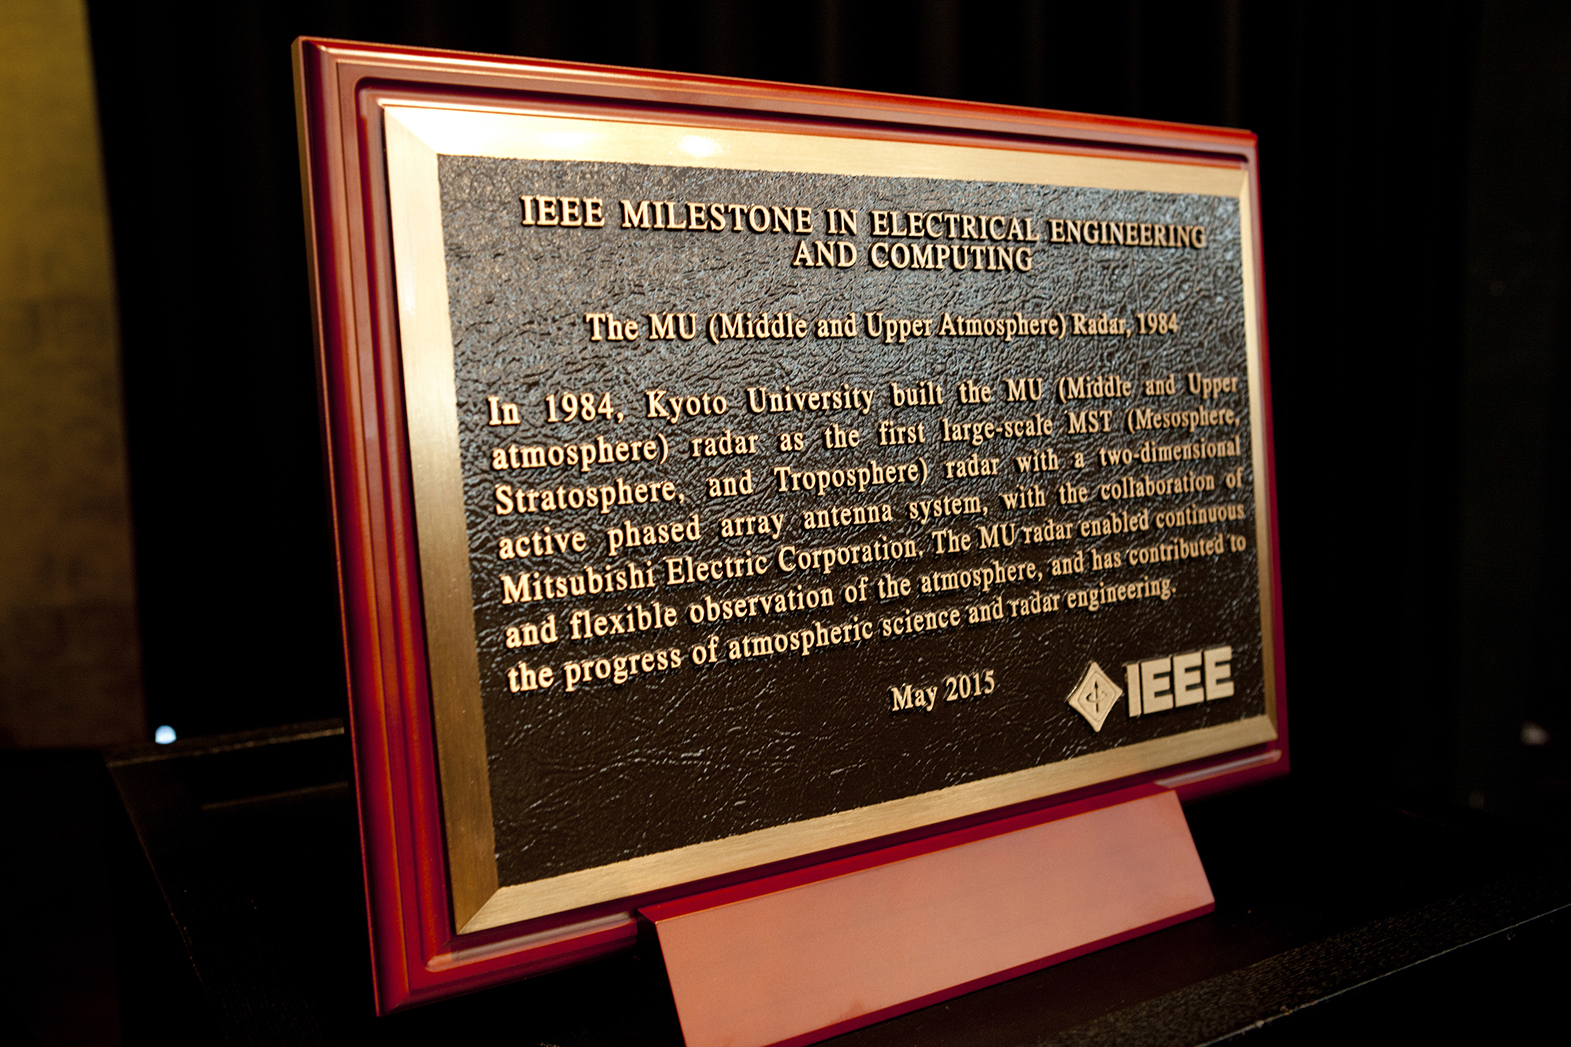 IEEE MILESTONE IN ELECTRICAL ENGINEERING
AND COMPUTING
The MU (Middle and Upper Atmosphere) Radar, 1984
In 1984, Kyoto University built the MU (Middle and Upper
atmosphere) radar as the first large-scale MST (Mesosphere,
Stratosphere, and Troposphere) radar with a two-dimensional
active phased array antenna system, with the collaboration of
Mitsubishi Electric Corporation. The MU radar enabled continuous
and flexible observation of the atmosphere, and has contributed to
the progress of atmospheric science and radar engineering.
May 2015
IEEE